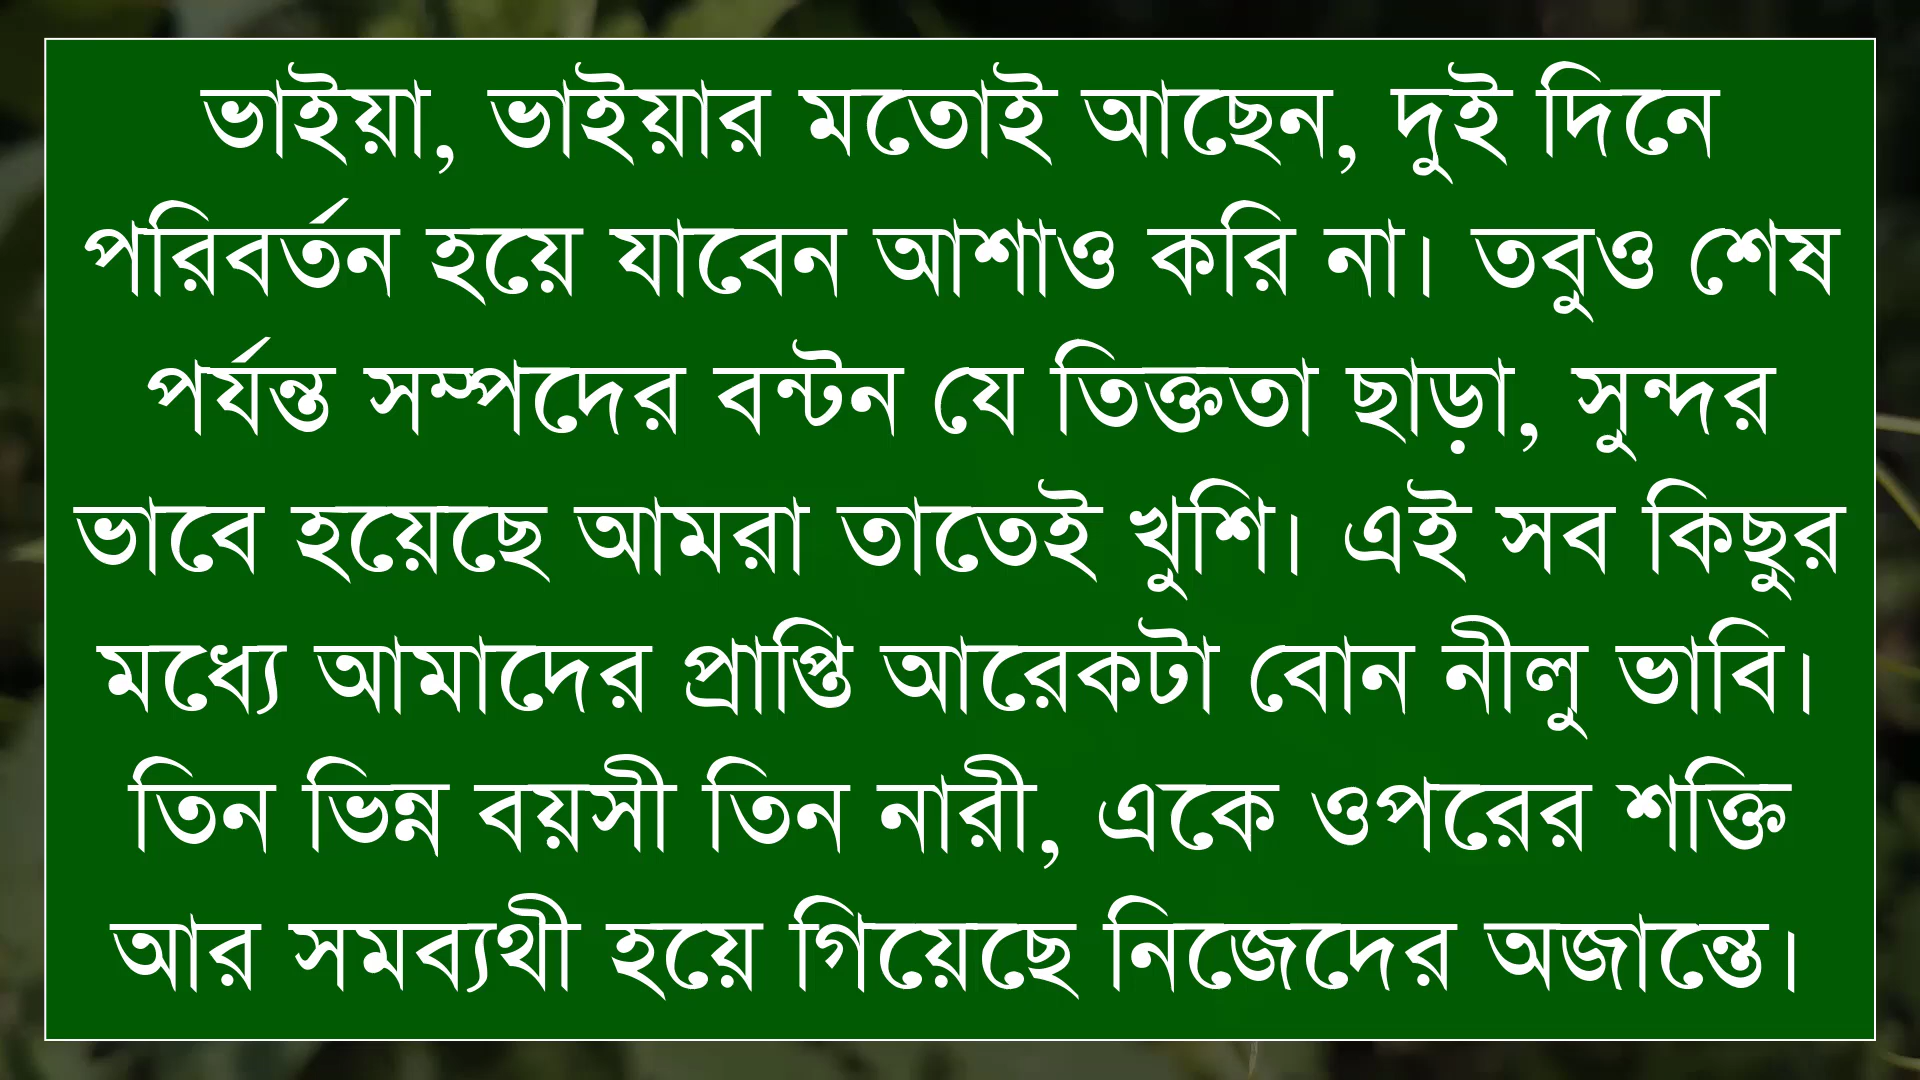 ভাইয়া, ভাইয়ার মতোই আছেন, দুই দিনে
পরিবর্তন হয়ে যাবেন আশাও করি না। তবুও শেষ
পর্যন্ত সম্পদের বন্টন যে তিক্ততা ছাড়া, সুন্দর
ভাবে হয়েছে আমরা তাতেই খুশি। এই সব কিছুর
মধ্যে আমাদের প্রাপ্তি আরেকটা বোন নীলু ভাবি।
তিন ভিন্ন বয়সী তিন নারী, একে ওপরের শক্তি
আর সমব্যথী হয়ে গিয়েছে নিজেদের অজান্তে।